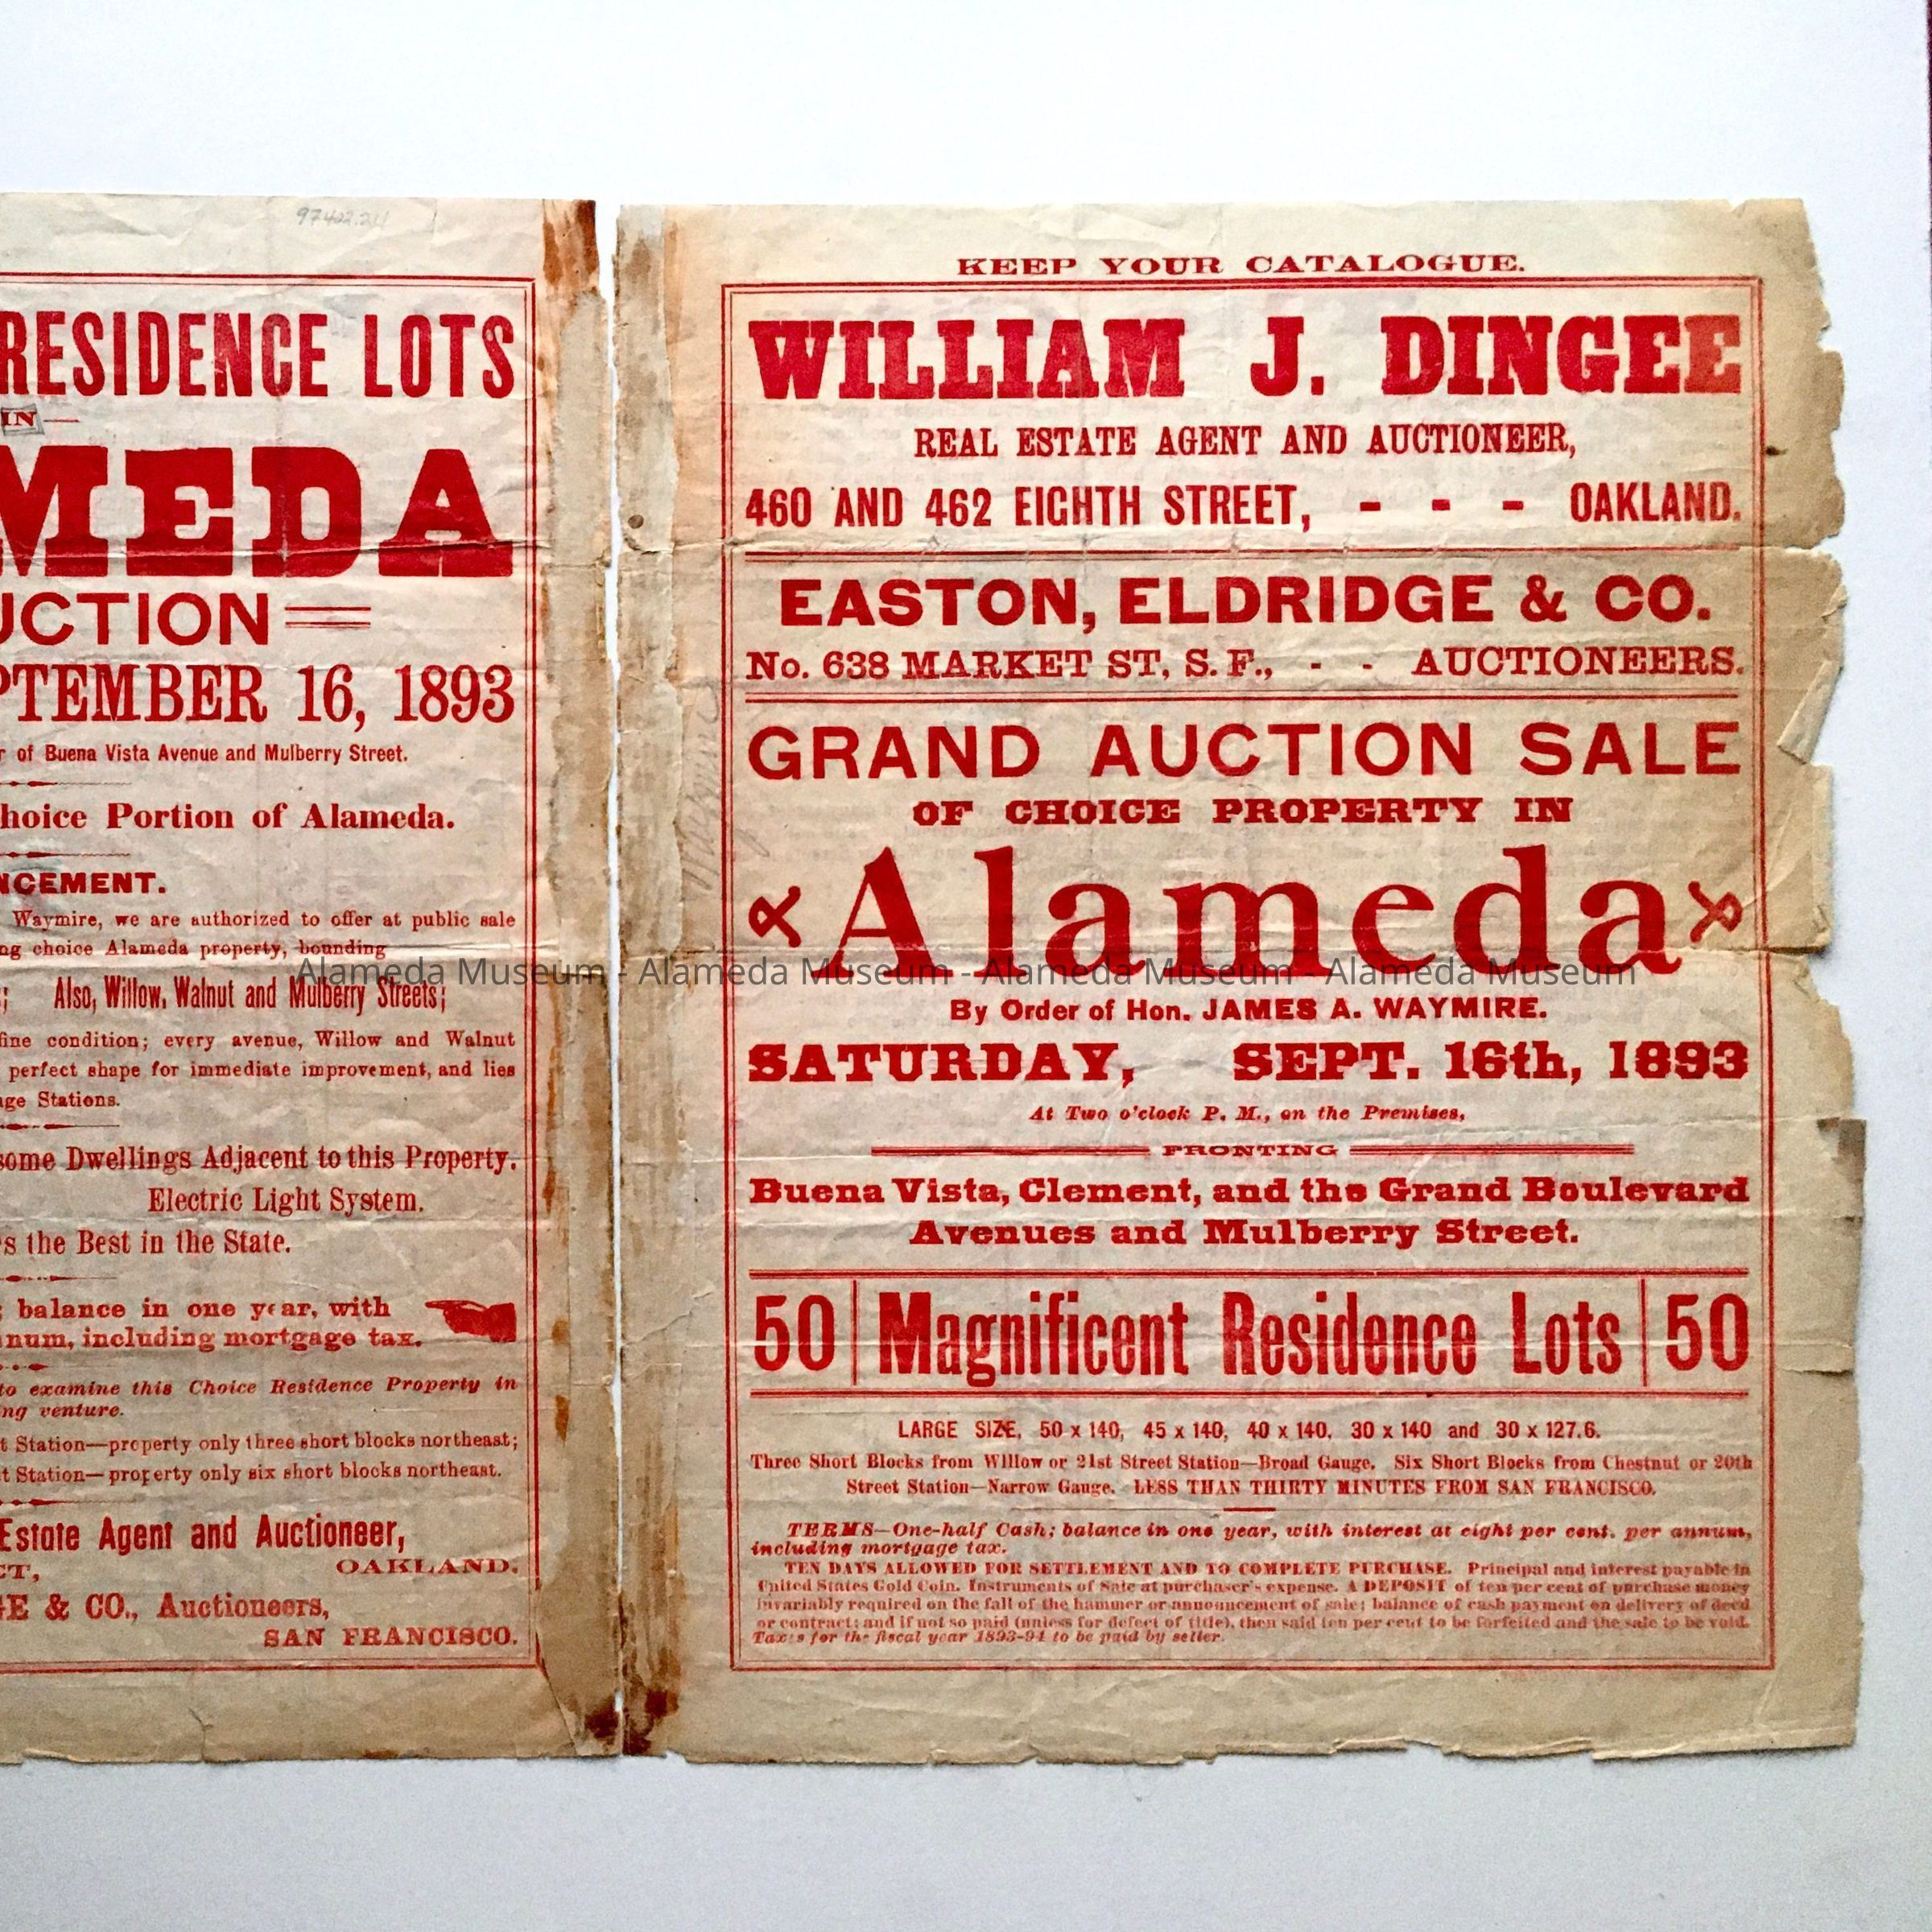 RESIDENCE LOTS
IN
MEDA
UCTION
PTEMBER 16, 1893
r of Buena Vista Avenue and Mulberry Street.
hoice Portion of Alameda.
NCEMENT.
Waymire, we are authorized to offer at public sale
ng choice Alameda property, bounding
; Also, Willow, Walnut and Mulberry Streets;
fine condition; every avenue, Willow and Walnut
perfect shape for immediate improvement, and lies
ge Stations.
some Dwellings Adjacent to this Property.
Electric Light System.
s the Best in the State.
; balance in one year, with
num, including mortgage tax.
to examine this Choice Residence Property in
ng venture.
t Station—property only three short blocks northeast;
t Station—property only six short blocks northeast.
Estate Agent and Auctioneer,
ET, OAKLAND.
GE & CO., Auctioneers,
SAN FRANCISCO.
KEEP YOUR CATALOGUE.
WILLIAM J. DINGEE
REAL ESTATE AGENT AND AUCTIONEER,
460 AND 462 EIGHTH STREET, - - - OAKLAND.
EASTON, ELDRIDGE & CO.
No. 638 MARKET ST, S. F., - - AUCTIONEERS.
GRAND AUCTION SALE
OF CHOICE PROPERTY IN
Alameda
Alameda Museum - Alameda Museum - Alameda Museum - Alameda Museum
By Order of Hon. JAMES A. WAYMIRE.
SATURDAY, SEPT. 16th, 1893
At Two o'clock P. M., on the Premises,
FRONTING
Buena Vista, Clement, and the Grand Boulevard
Avenues and Mulberry Street.
50 Magnificent Residence Lots 50
LARGE SIZE, 50 x 140, 45 x 140, 40 x 140, 30 x 140 and 30 x 127.6.
Three Short Blocks from Willow or 21st Street Station—Broad Gauge. Six Short Blocks from Chestnut or 20th
Street Station—Narrow Gauge. LESS THAN THIRTY MINUTES FROM SAN FRANCISCO.
TERMS—One-half Cash; balance in one year, with interest at eight per cent. per annum,
including mortgage tax.
TEN DAYS ALLOWED FOR SETTLEMENT AND TO COMPLETE PURCHASE. Principal and interest payable in
United States Gold Coin. Instruments of Sale at purchaser's expense. A DEPOSIT of ten per cent of purchase money
invariably required on the fall of the hammer or announcement of sale; balance of cash payment on delivery of deed
or contract; and if not so paid (unless for defect of title), then said ten per cent to be forfeited and the sale to be void.
Taxes for the fiscal year 1893-94 to be paid by seller.